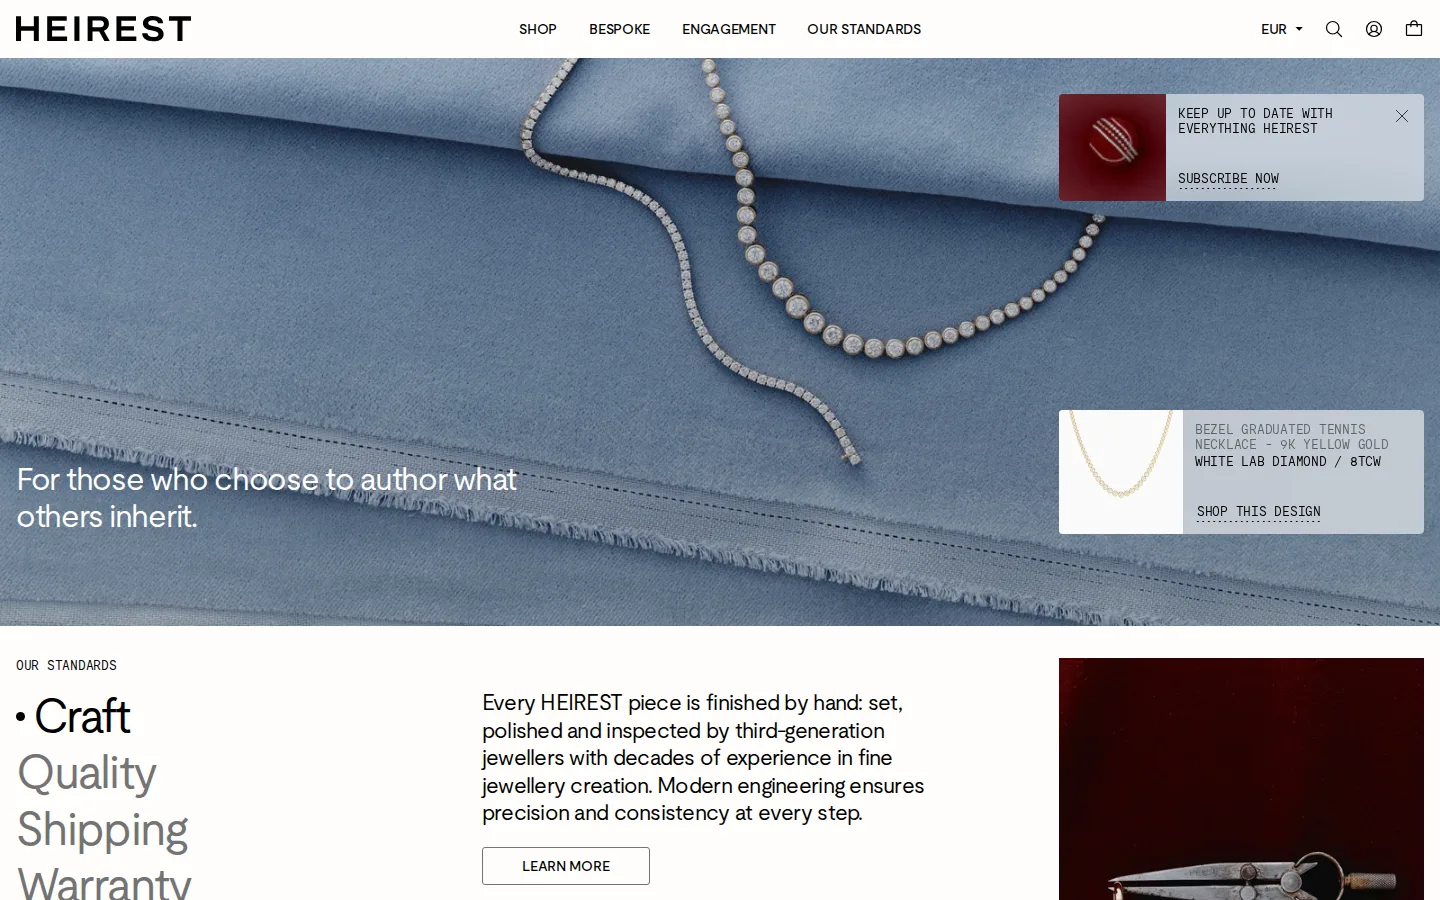 HEIREST
SHOP
BESPOKE
ENGAGEMENT
OUR STANDARDS
EUR
KEEP UP TO DATE WITH
EVERYTHING HEIREST
SUBSCRIBE NOW
BEZEL GRADUATED TENNIS
NECKLACE - 9K YELLOW GOLD
WHITE LAB DIAMOND / 8TCW
SHOP THIS DESIGN
For those who choose to author what
others inherit.
OUR STANDARDS
• Craft
Quality
Shipping
Warranty
Every HEIREST piece is finished by hand: set,
polished and inspected by third-generation
jewellers with decades of experience in fine
jewellery creation. Modern engineering ensures
precision and consistency at every step.
LEARN MORE